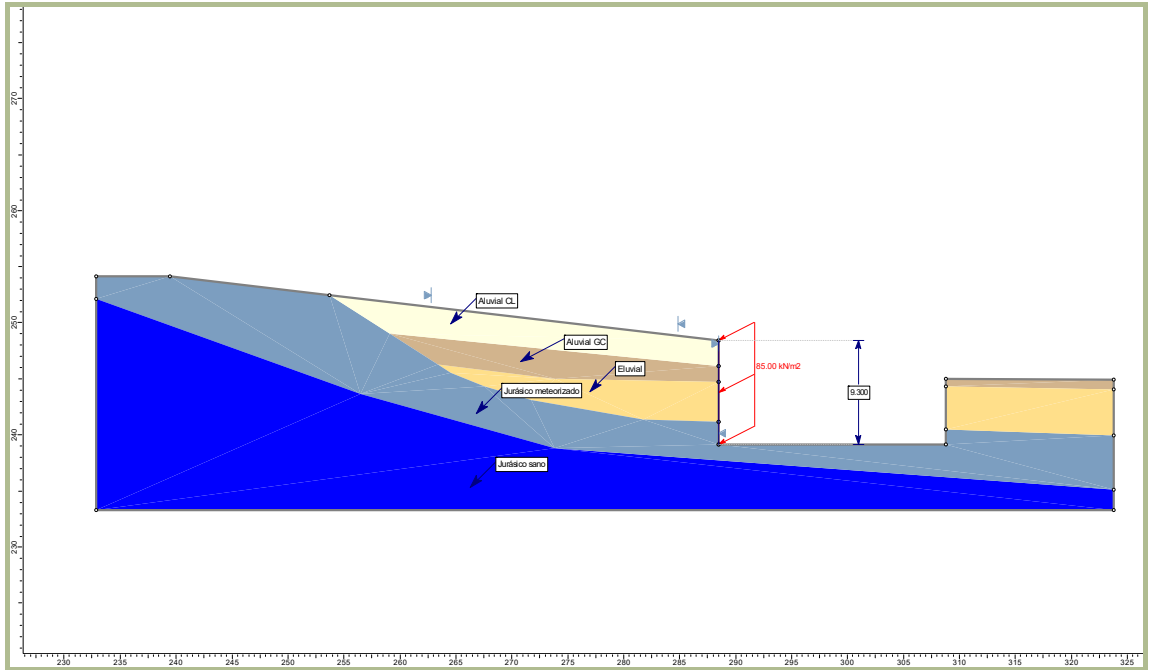 270
260
250
240
230
Aluvial CL
Aluvial GC
Eluvial
85.00 kN/m2
Jurásico meteorizado
9.300
Jurásico sano
230 235 240 245 250 255 260 265 270 275 280 285 290 295 300 305 310 315 320 325